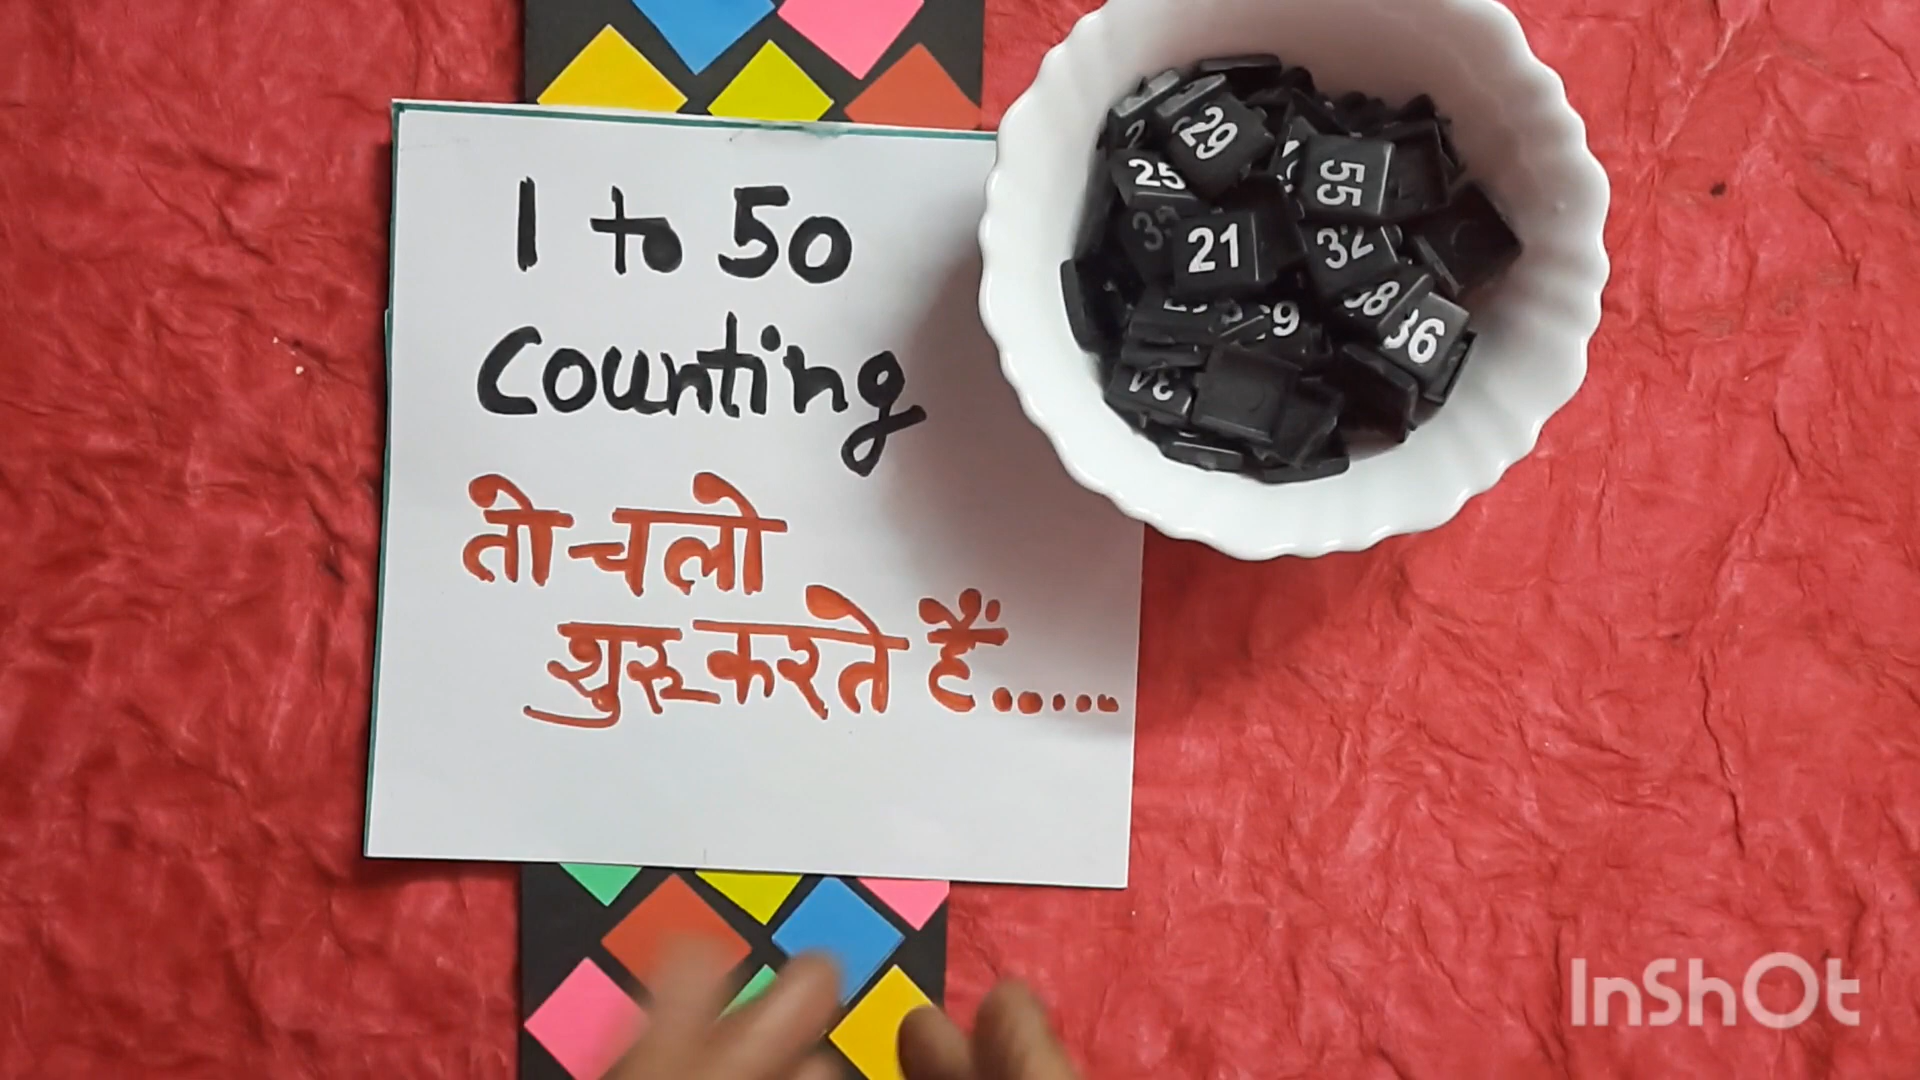 1 to 50
Counting
तो चलो
शुरू करते हैं......
29
25
55
21
32
36
InShOt